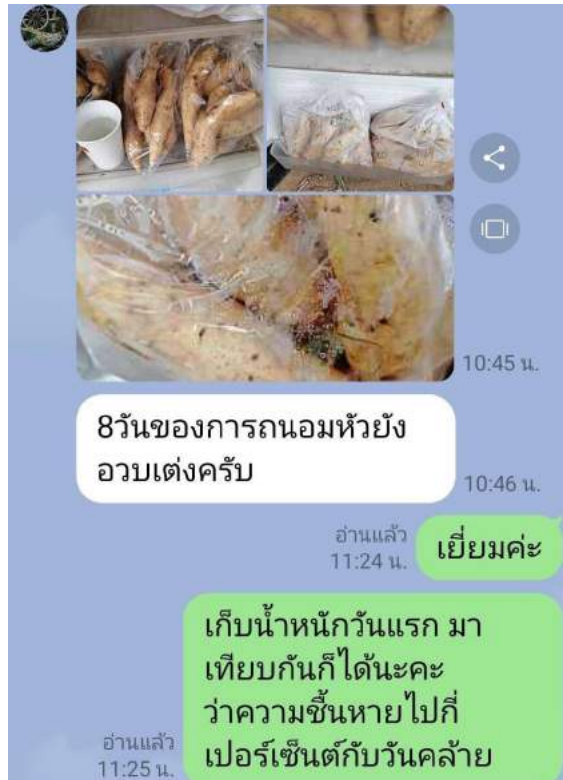 10:45 น.
8วันของการถนอมหัวยัง
อวบเต่งครับ
10:46 น.
อ่านแล้ว
11:24 น.
เยี่ยมค่ะ
เก็บน้ำหนักวันแรก มา
เทียบกันก็ได้นะคะ
ว่าความชื้นหายไปกี่
เปอร์เซ็นต์กับวันคล้าย
อ่านแล้ว
11:25 น.